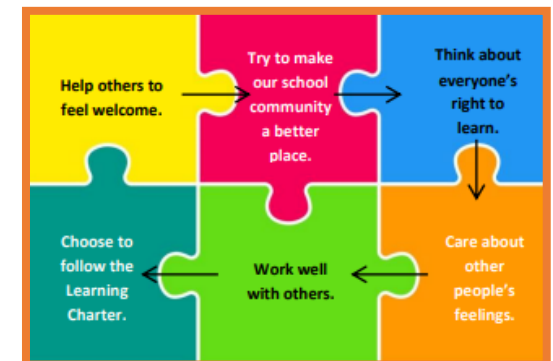 Help others to
feel welcome.
Try to make
our school
community
a better
place.
Think about
everyone's
right to
learn.
Care about
other
people's
feelings.
Work well
with others.
Choose to
follow the
Learning
Charter.